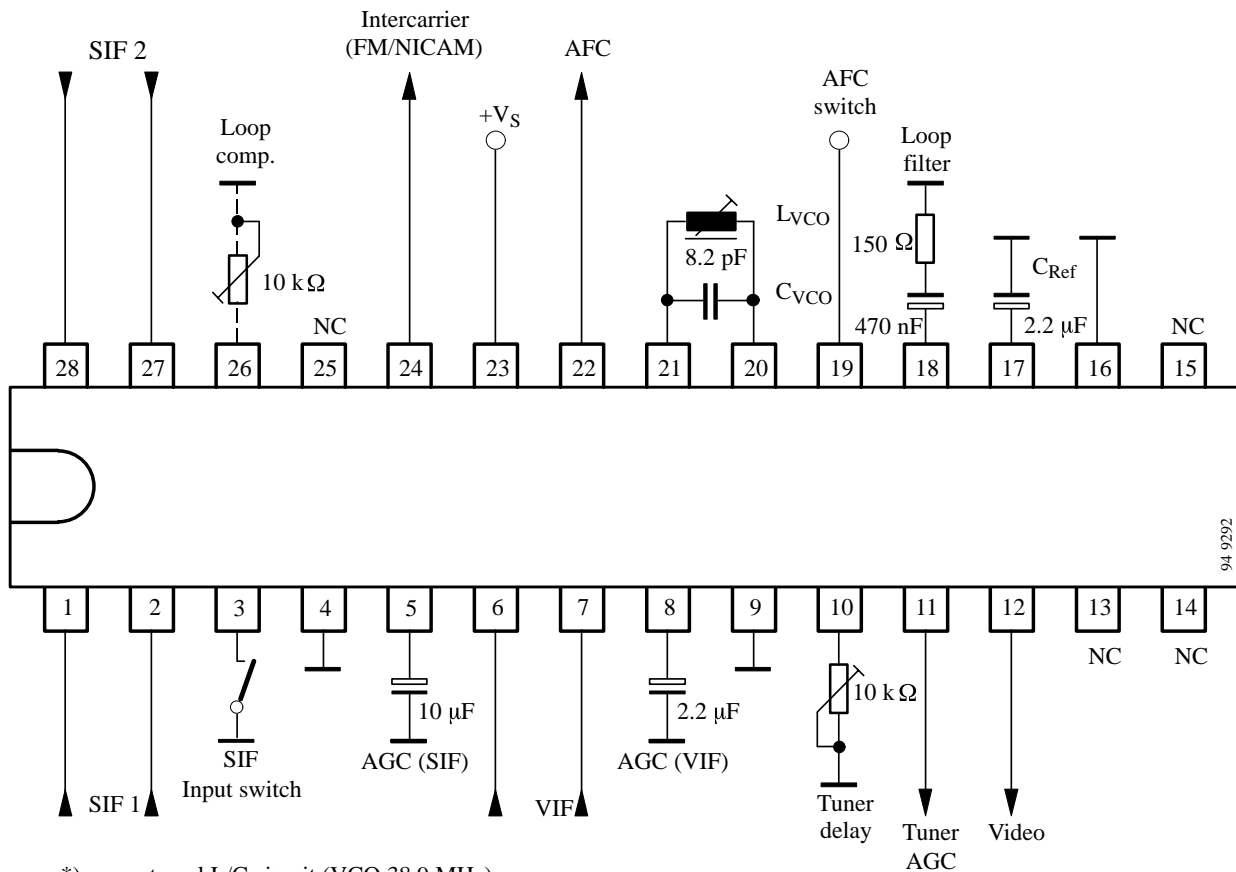 Intercarrier
(FM/NICAM)
AFC
SIF 2
AFC
switch
+VS
Loop
comp.
Loop
filter
LVCO
150 Ω
8.2 pF
CRef
10 kΩ
CVCO
NC
470 nF
2.2 µF
NC
28 27 26 25 24 23 22 21 20 19 18 17 16 15
94 9292
1 2 3 4 5 6 7 8 9 10 11 12 13 14
NC
NC
10 kΩ
10 µF
2.2 µF
SIF
Input switch
AGC (SIF)
AGC (VIF)
SIF 1
VIF
Tuner
delay
Tuner
AGC
Video